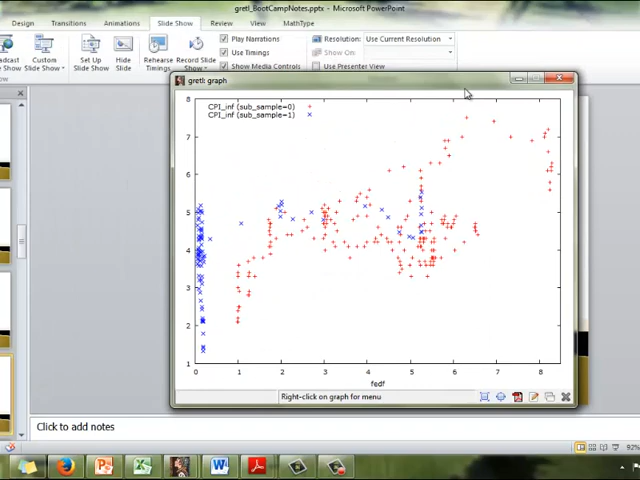 gretl_BootCampNotes.pptx - Microsoft PowerPoint
Design Transitions Animations Slide Show Review View MathType
Broadcast
Slide Show
Custom
Slide Show
Set Up
Slide Show
Hide
Slide
Rehearse
Timings
Record Slide
Show
Play Narrations
Use Timings
Show Media Controls
Resolution: Use Current Resolution
Show On:
Use Presenter View
gretl: graph
CPI_inf (sub_sample=0)
CPI_inf (sub_sample=1)
8
7
6
5
4
3
2
1
0 1 2 3 4 5 6 7 8
fedf
Right-click on graph for menu
Click to add notes
92%